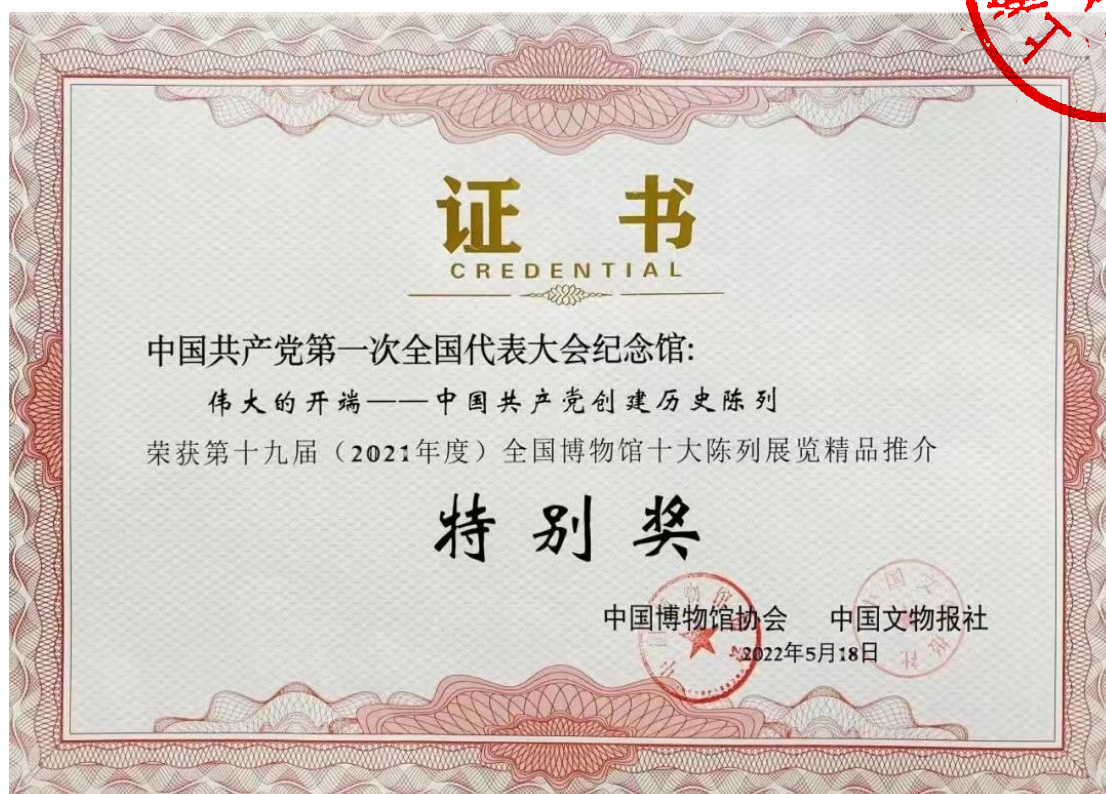 证 书
CREDENTIAL
中国共产党第一次全国代表大会纪念馆:
伟大的开端——中国共产党创建历史陈列
荣获第十九届（2021年度）全国博物馆十大陈列展览精品推介
特别奖
中国博物馆协会 中国文物报社
2022年5月18日